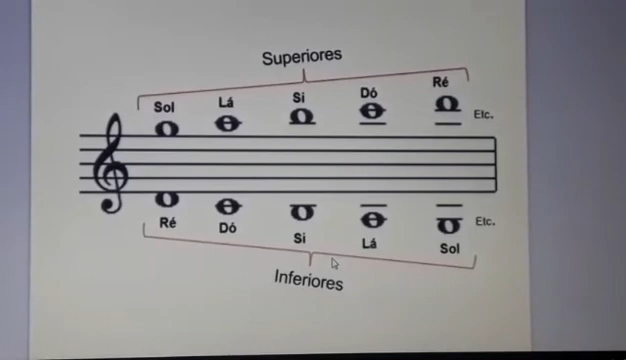 Superiores
Sol Lá Si Dó Ré
Etc.
Ré Dó Si Lá Sol
Etc.
Inferiores